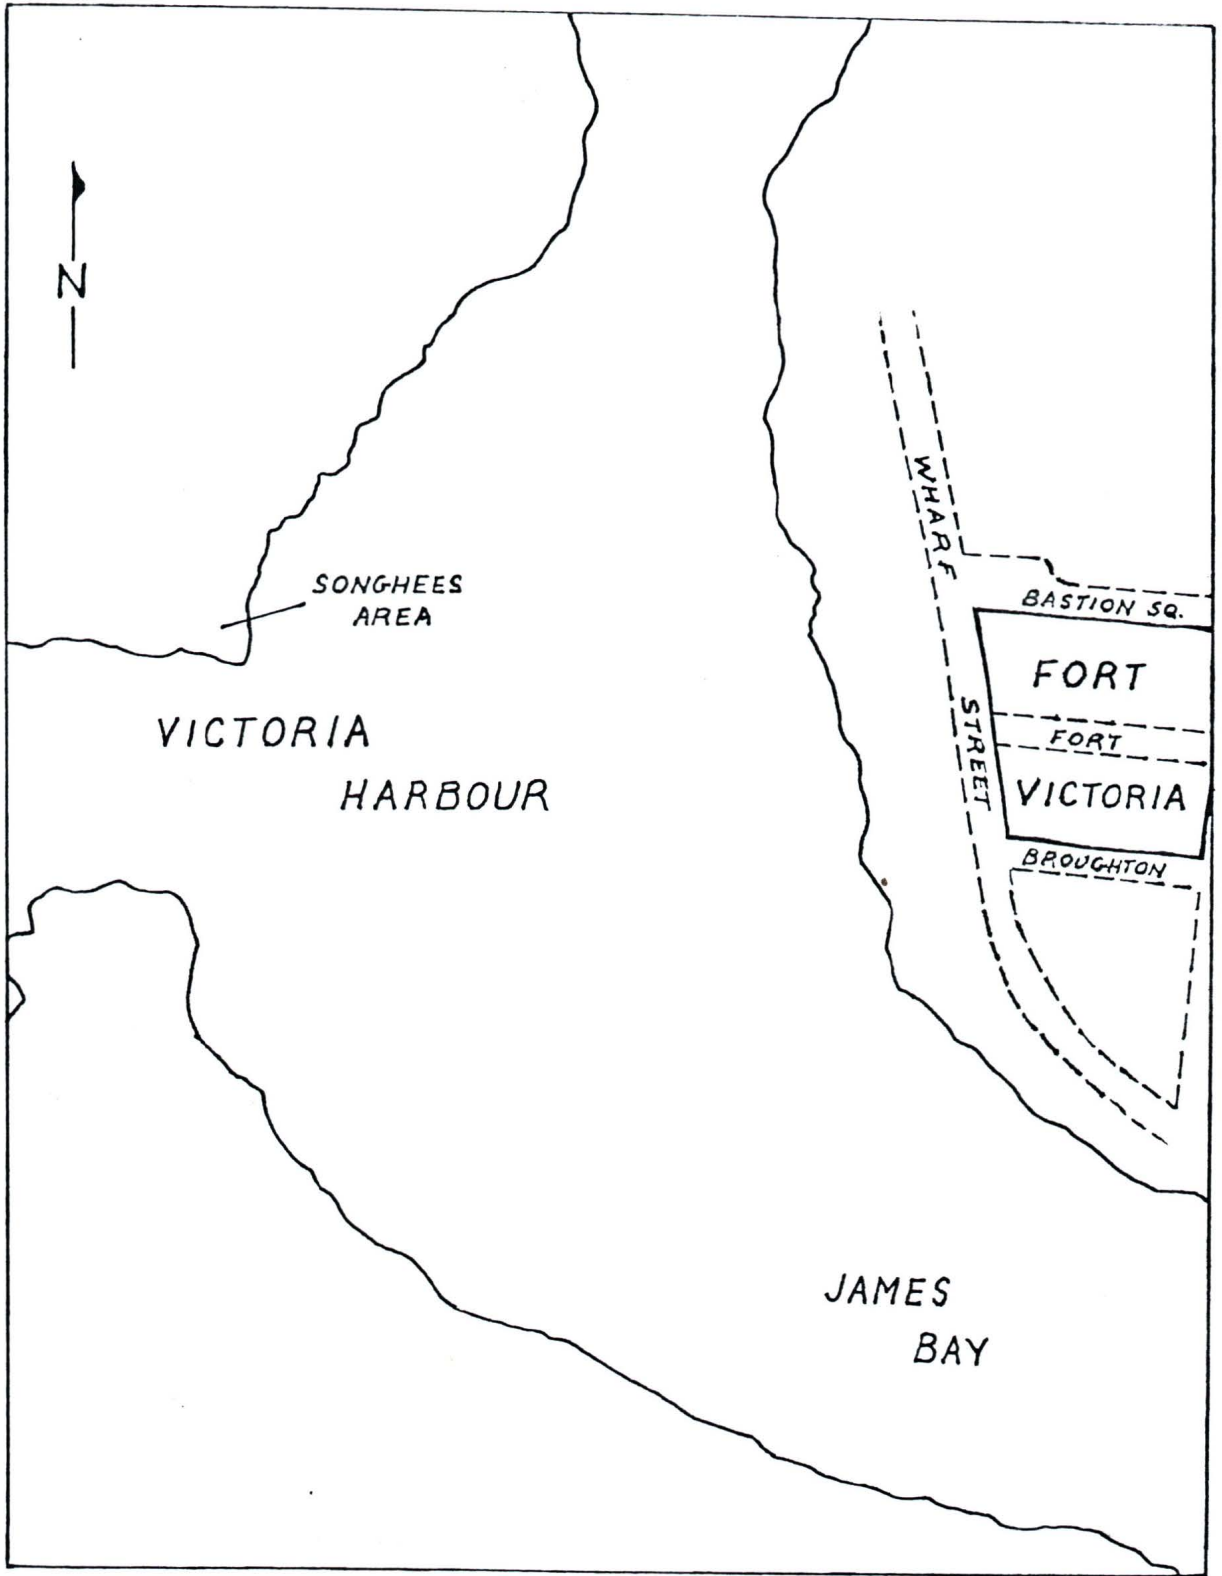 N
WHARF
STREET
SONGHEES
AREA
BASTION SQ.
FORT
FORT
VICTORIA
BROUGHTON
VICTORIA
HARBOUR
JAMES
BAY